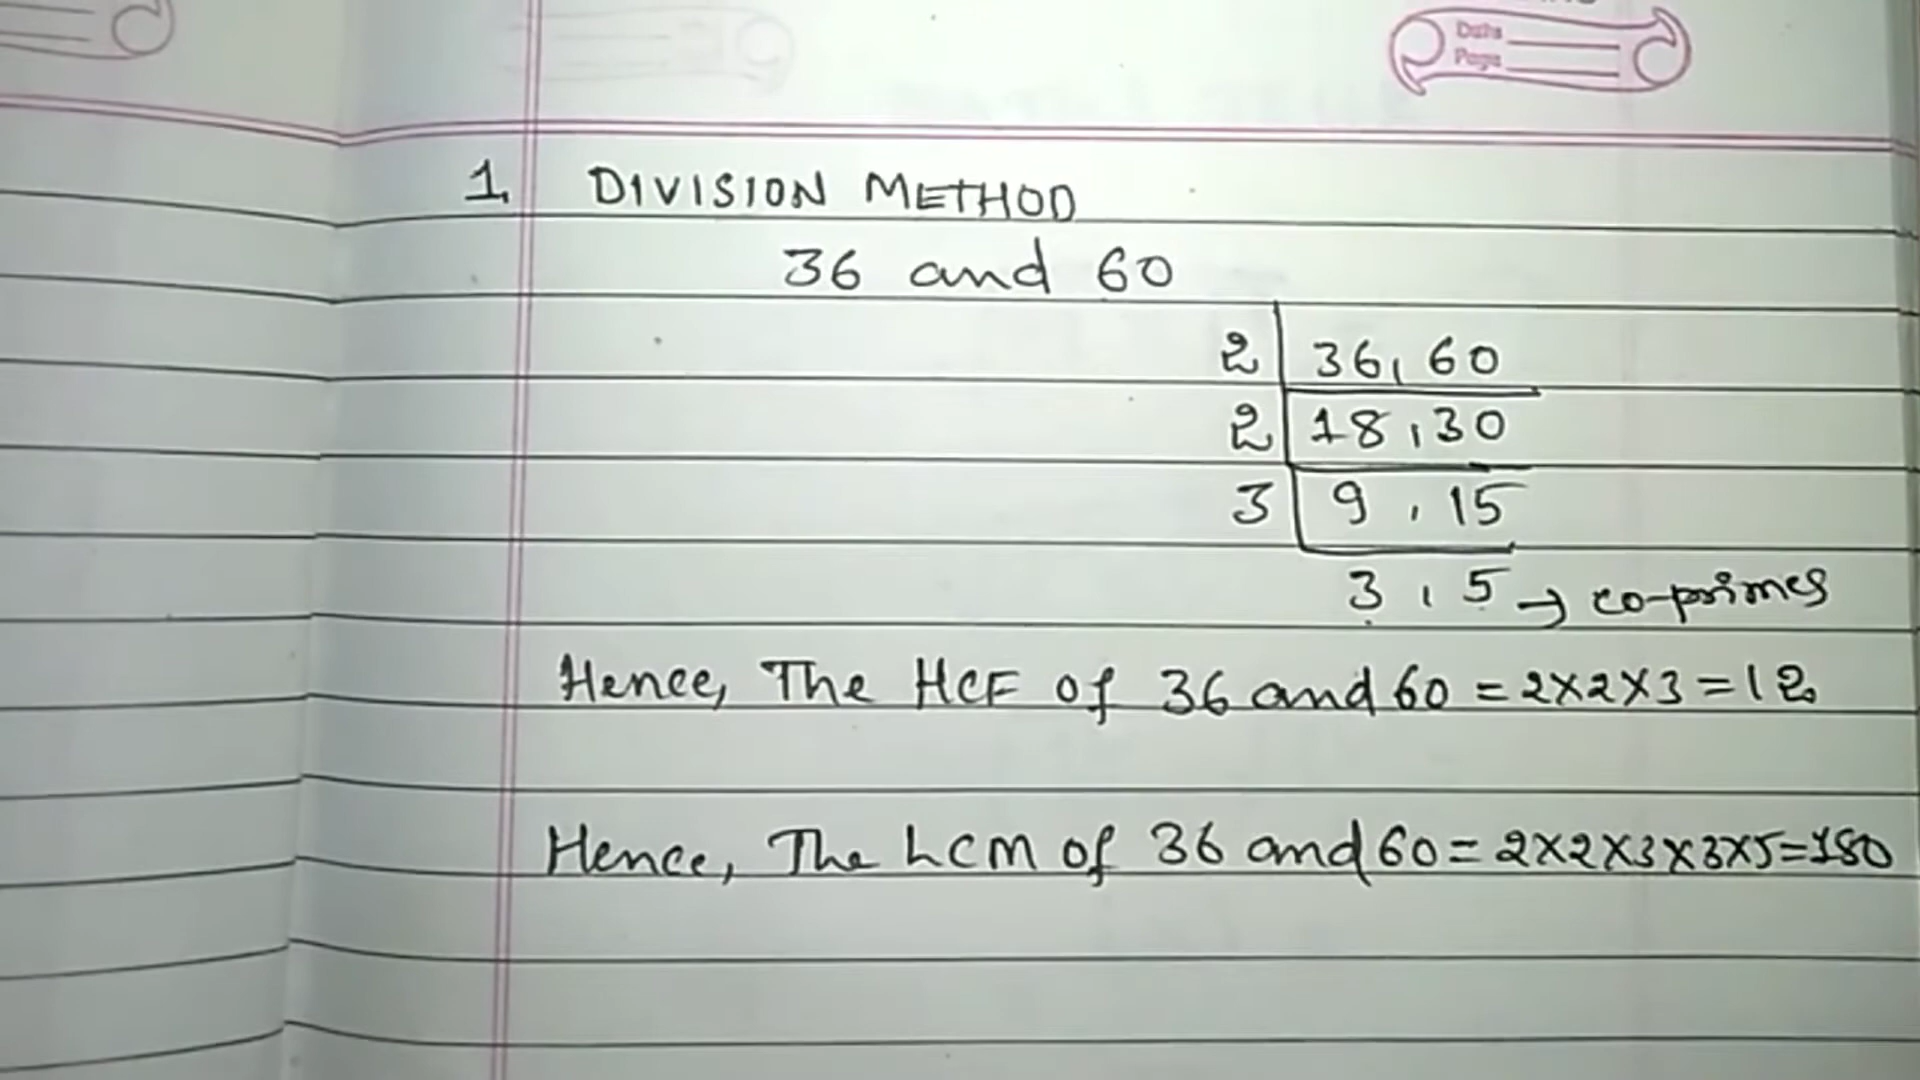 Date
Page
1. DIVISION METHOD
36 and 60
2 36, 60
2 18, 30
3 9, 15
3, 5 → co-primes
Hence, The HCF of 36 and 60 = 2×2×3 = 12
Hence, The LCM of 36 and 60 = 2×2×3×3×5=180